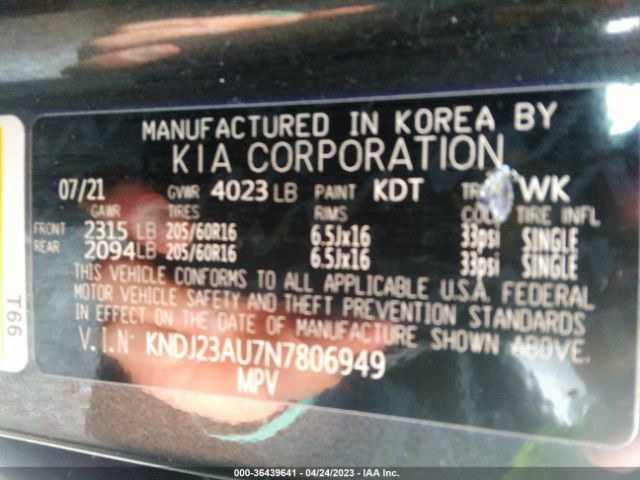 MANUFACTURED IN KOREA BY
KIA CORPORATION
07/21 GVWR 4023 LB PAINT KDT WK
GAWR TIRES RIMS TIRE INFL
FRONT 2315 LB 205/60R16 6.5Jx16 33psi SINGLE
REAR 2094 LB 205/60R16 6.5Jx16 33psi SINGLE
THIS VEHICLE CONFORMS TO ALL APPLICABLE U.S.A. FEDERAL
MOTOR VEHICLE SAFETY AND THEFT PREVENTION STANDARDS
IN EFFECT ON THE DATE OF MANUFACTURE SHOWN ABOVE.
V.I.N KNDJ23AU7N7806949
MPV
T66
000-36439641 - 04/24/2023 - IAA Inc.